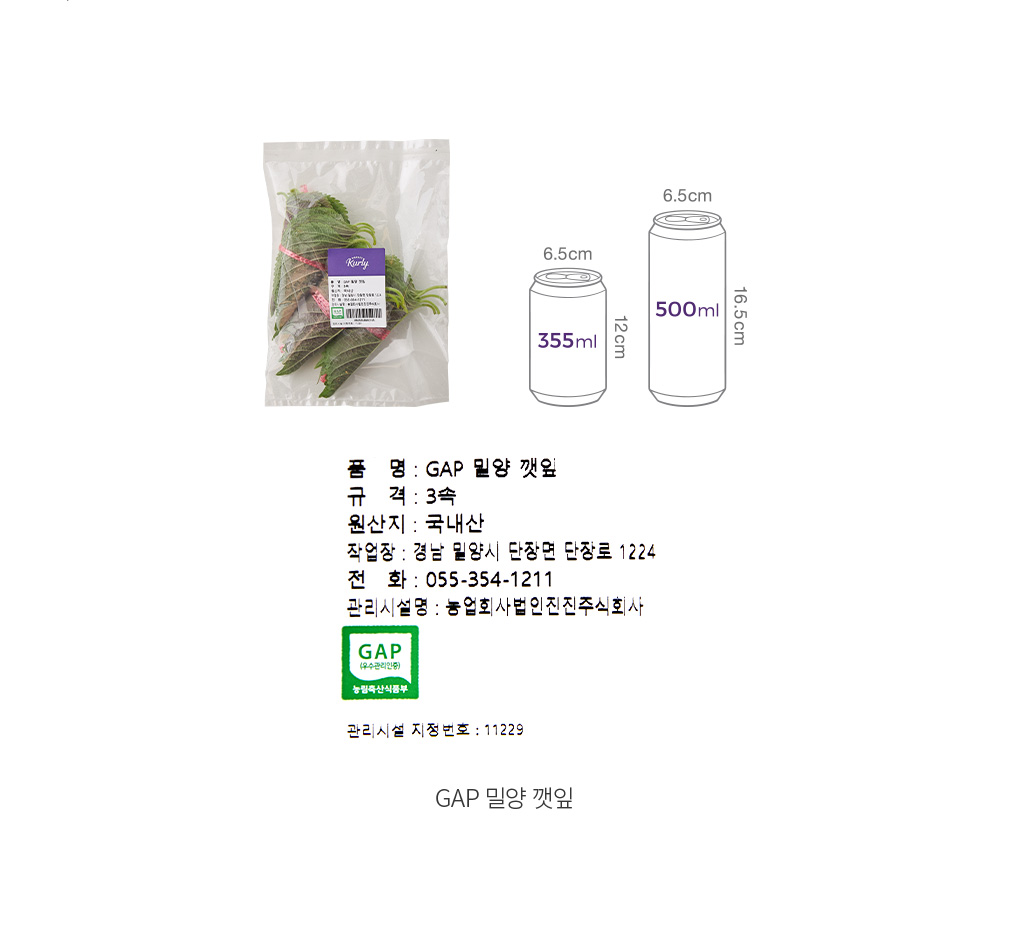 Kurly
6.5cm
6.5cm
355ml
12cm
500ml
16.5cm
품 명 : GAP 밀양 깻잎
규 격 : 3속
원산지 : 국내산
작업장 : 경남 밀양시 단장면 단장로 1224
전 화 : 055-354-1211
관리시설명 : 농업회사법인진진주식회사
GAP
(우수관리인증)
농림축산식품부
관리시설 지정번호 : 11229
GAP 밀양 깻잎